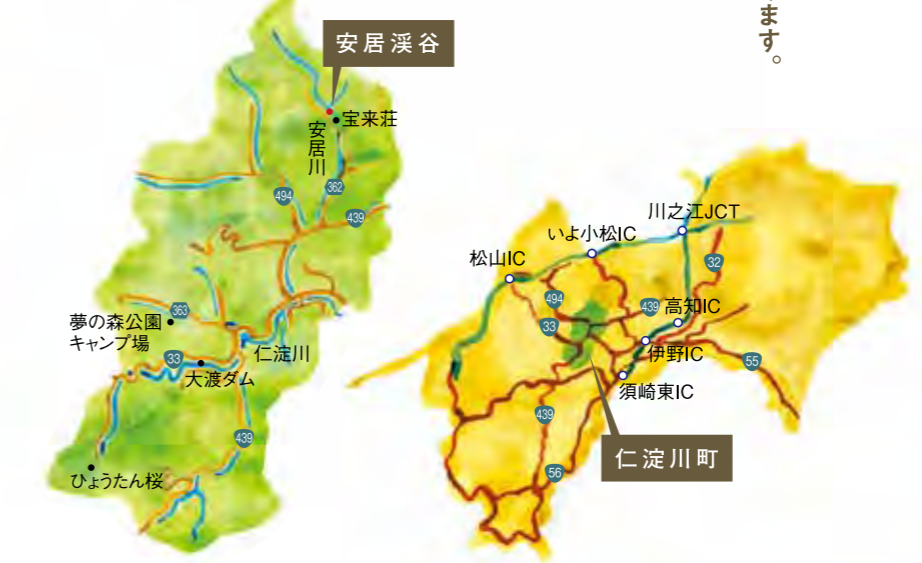 ます。
安居渓谷
宝来荘
安居川
494
362
439
363
夢の森公園
キャンプ場
33
大渡ダム
仁淀川
439
ひょうたん桜
川之江JCT
いよ小松IC
松山IC
32
494
439
高知IC
33
伊野IC
55
須崎東IC
439
仁淀川町
56